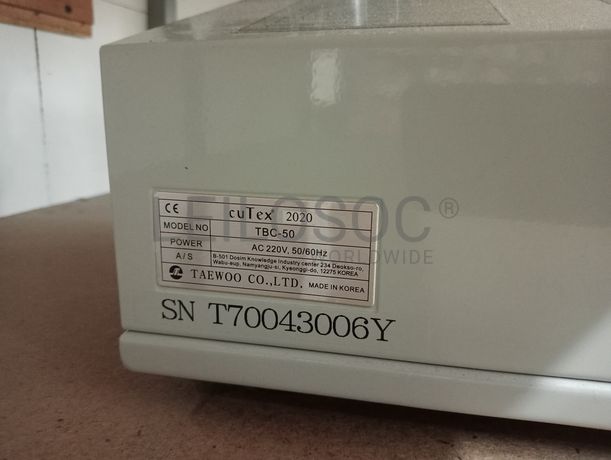 CE cuTex® 2020
MODEL NO TBC-50
POWER AC 220V, 50/60Hz
A/S B-501 Dosim Knowledge Industry center 234 Deokso-ro,
Wabu-eup, Namyangju-si, Kyeonggi-do, 12275 KOREA
TAEWOO CO.,LTD. MADE IN KOREA
SN T70043006Y
LEILOSOC®
WORLDWIDE